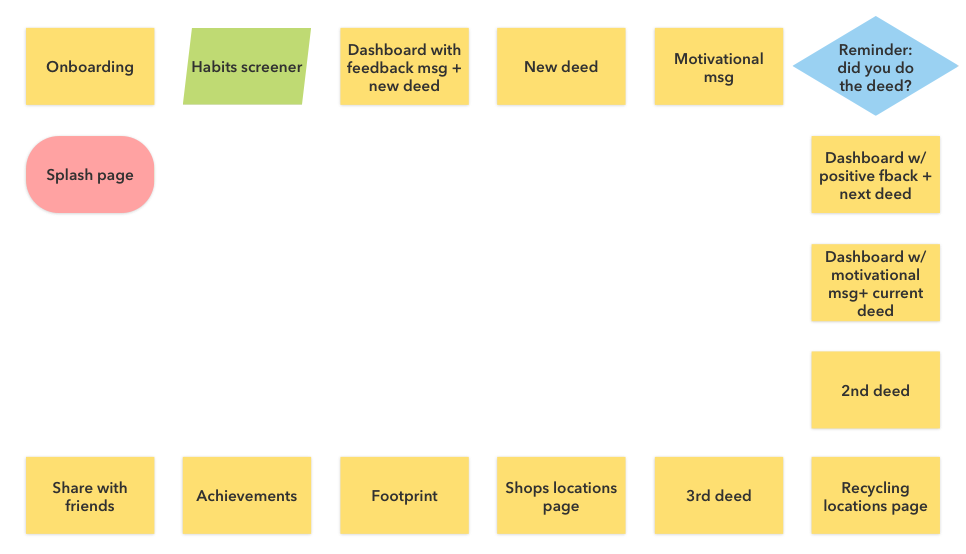 Onboarding
Habits screener
Dashboard with
feedback msg +
new deed
New deed
Motivational
msg
Reminder:
did you do
the deed?
Splash page
Dashboard w/
positive fback +
next deed
Dashboard w/
motivational
msg+ current
deed
2nd deed
Share with
friends
Achievements
Footprint
Shops locations
page
3rd deed
Recycling
locations page